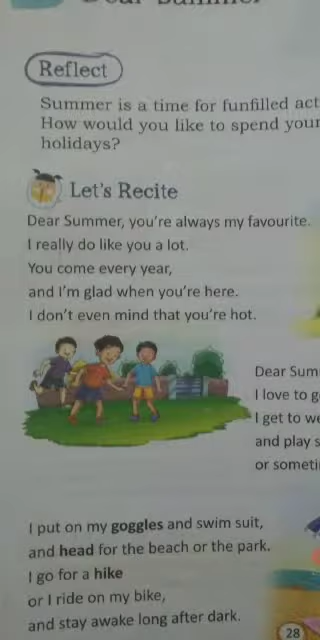 Dear Summer
Reflect
Summer is a time for funfilled
How would you like to spend your
holidays?
Let's Recite
Dear Summer, you're always my favourite.
I really do like you a lot.
You come every year,
and I'm glad when you're here.
I don't even mind that you're hot.
Dear
I love to
I get to
and play
or
I put on my goggles and swim suit,
and head for the beach or the park.
I go for a hike
or I ride on my bike,
and stay awake long after dark.
28